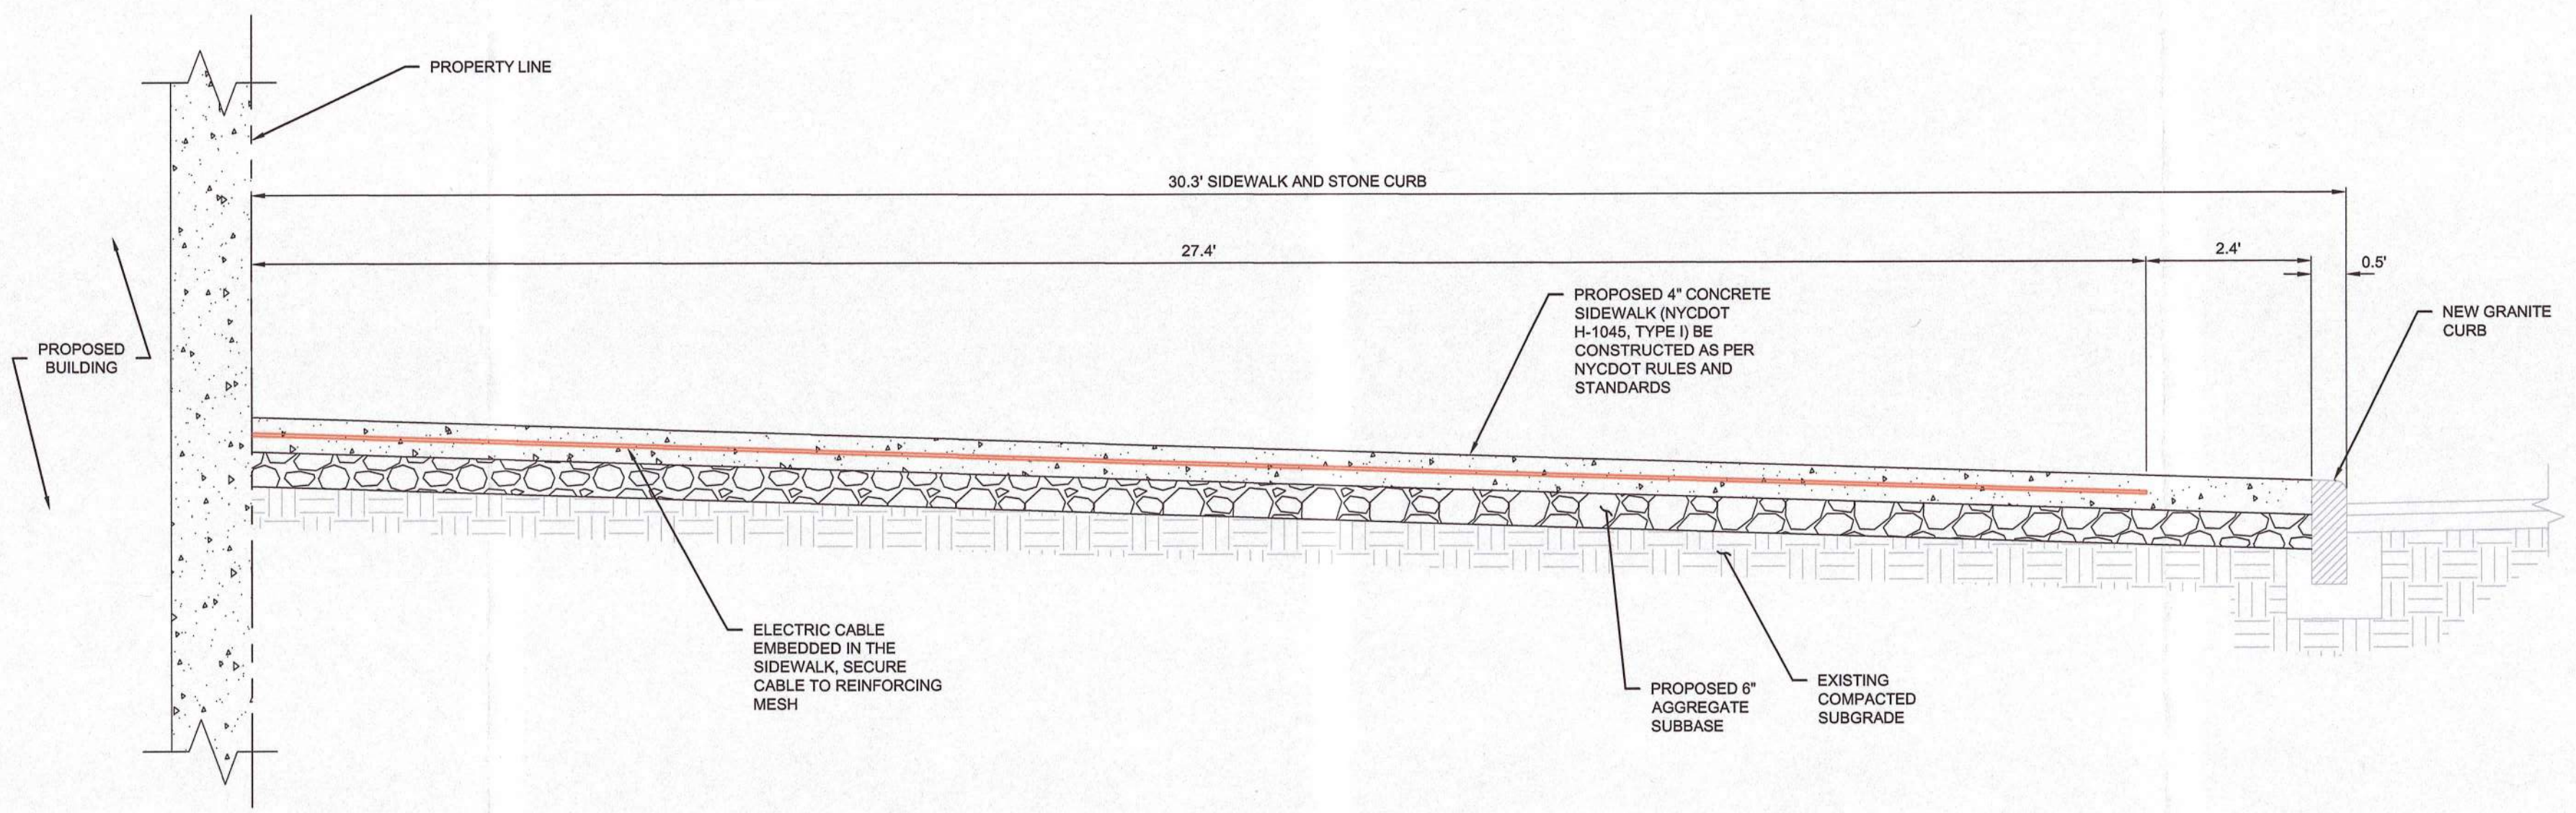 PROPERTY LINE
30.3' SIDEWALK AND STONE CURB
27.4'
2.4'
0.5'
PROPOSED 4" CONCRETE
SIDEWALK (NYCDOT
H-1045, TYPE I) BE
CONSTRUCTED AS PER
NYCDOT RULES AND
STANDARDS
NEW GRANITE
CURB
PROPOSED
BUILDING
ELECTRIC CABLE
EMBEDDED IN THE
SIDEWALK, SECURE
CABLE TO REINFORCING
MESH
PROPOSED 6"
AGGREGATE
SUBBASE
EXISTING
COMPACTED
SUBGRADE